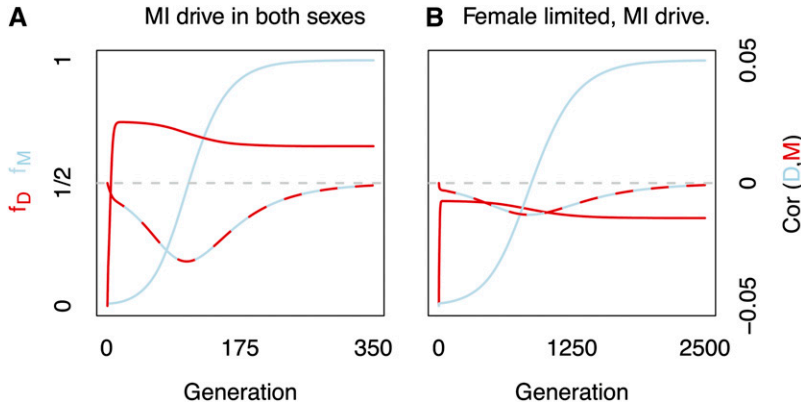 A MI drive in both sexes
B Female limited, MI drive.
1
1/2
0
f_D f_M
0.05
0
−0.05
Cor (D,M)
0 175 350
0 1250 2500
Generation
Generation